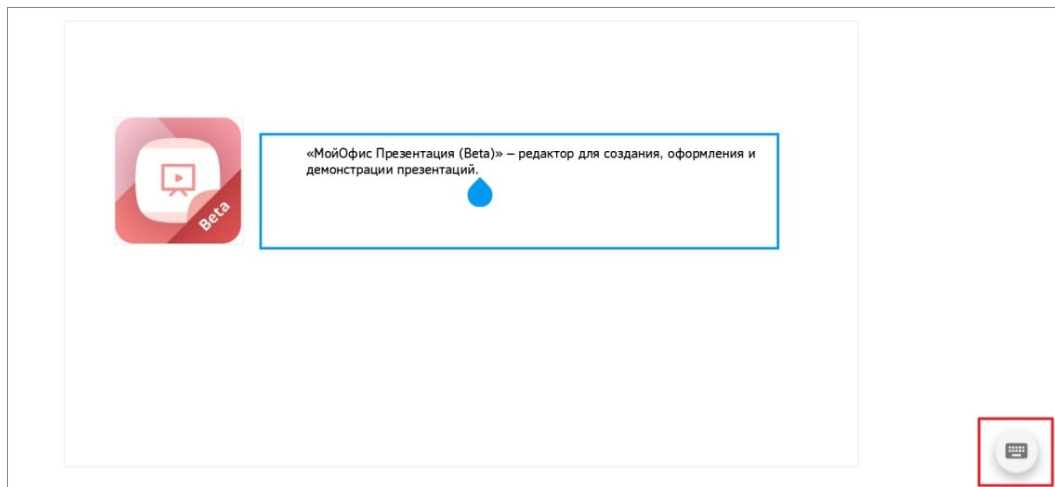 «МойОфис Презентация (Beta)» – редактор для создания, оформления и
демонстрации презентаций.
Beta